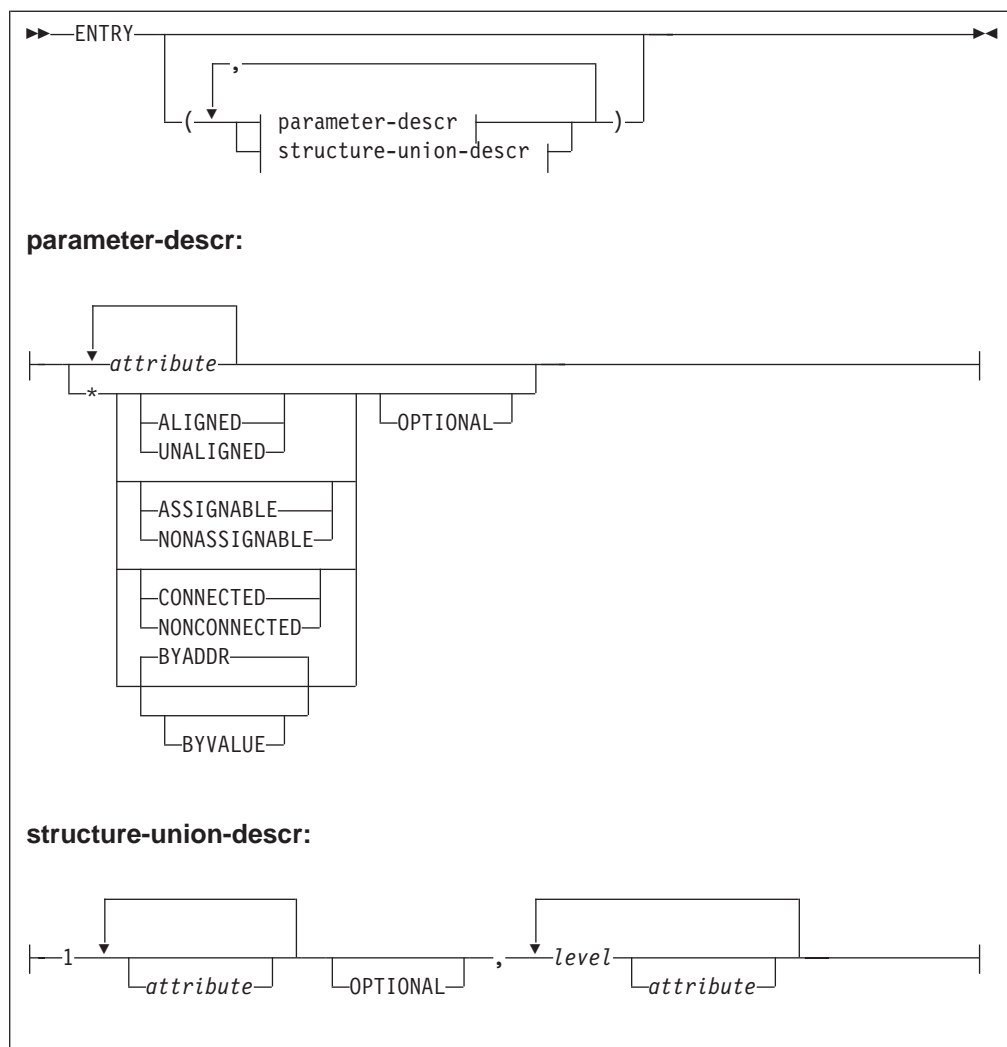 ENTRY
,
( parameter-descr )
structure-union-descr
parameter-descr:
attribute
*
ALIGNED OPTIONAL
UNALIGNED
ASSIGNABLE
NONASSIGNABLE
CONNECTED
NONCONNECTED
BYADDR
BYVALUE
structure-union-descr:
1 , level
attribute OPTIONAL attribute